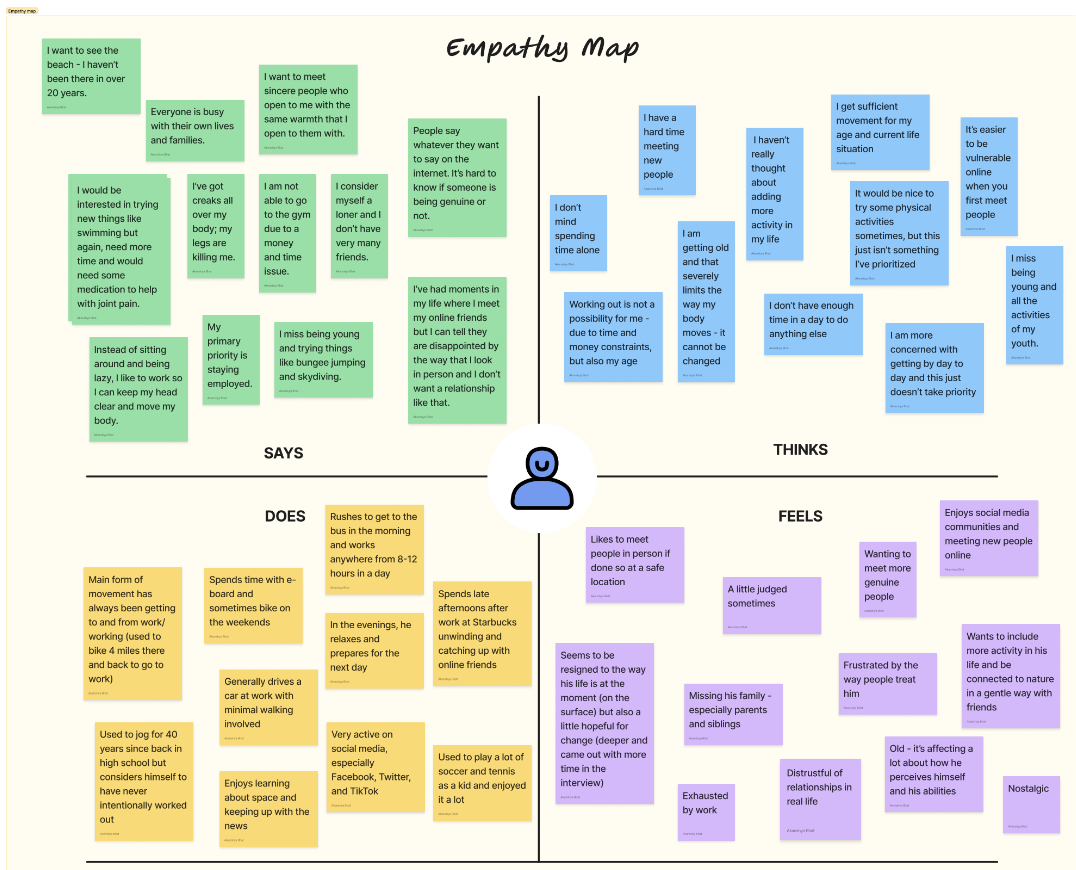 Empathy map
Empathy Map
I want to see the
beach - I haven't
been there in over
20 years.
Everyone is busy
with their own lives
and families.
I want to meet
sincere people who
open to me with the
same warmth that I
open to them with.
People say
whatever they want
to say on the
internet. It's hard to
know if someone is
being genuine or
not.
I would be
interested in trying
new things like
swimming but
again, need more
time and would
need some
medication to help
with joint pain.
I've got
creaks all
over my
body; my
legs are
killing me.
I am not
able to go
to the gym
due to a
money
and time
issue.
I consider
myself a
loner and I
don't have
very many
friends.
I've had moments in
my life where I meet
my online friends
but I can tell they
are disappointed by
the way that I look
in person and I don't
want a relationship
like that.
My
primary
priority is
staying
employed.
I miss being young
and trying things
like bungee jumping
and skydiving.
Instead of sitting
around and being
lazy, I like to work so
I can keep my head
clear and move my
body.
SAYS
I have a
hard time
meeting
new
people
I get sufficient
movement for my
age and current life
situation
It's easier
to be
vulnerable
online
when you
first meet
people
I haven't
really
thought
about
adding
more
activity in
my life
I don't
mind
spending
time alone
It would be nice to
try some physical
activities
sometimes, but this
just isn't something
I've prioritized
I am
getting old
and that
severely
limits the
way my
body
moves - it
cannot be
changed
I miss
being
young and
all the
activities
of my
youth.
Working out is not a
possibility for me -
due to time and
money constraints,
but also my age
I don't have enough
time in a day to do
anything else
I am more
concerned with
getting by day to
day and this just
doesn't take priority
THINKS
DOES
Rushes to get to the
bus in the morning
and works
anywhere from 8-12
hours in a day
Main form of
movement has
always been getting
to and from work/
working (used to
bike 4 miles there
and back to go to
work)
Spends time with e-
board and
sometimes bike on
the weekends
Spends late
afternoons after
work at Starbucks
unwinding and
catching up with
online friends
In the evenings, he
relaxes and
prepares for the
next day
Generally drives a
car at work with
minimal walking
involved
Used to jog for 40
years since back in
high school but
considers himself to
have never
intentionally worked
out
Very active on
social media,
especially
Facebook, Twitter,
and TikTok
Used to play a lot of
soccer and tennis
as a kid and enjoyed
it a lot
Enjoys learning
about space and
keeping up with the
news
FEELS
Enjoys social media
communities and
meeting new people
online
Likes to meet
people in person if
done so at a safe
location
Wanting to
meet more
genuine
people
A little judged
sometimes
Wants to include
more activity in his
life and be
connected to nature
in a gentle way with
friends
Seems to be
resigned to the way
his life is at the
moment (on the
surface) but also a
little hopeful for
change (deeper and
came out with more
time in the
interview)
Frustrated by the
way people treat
him
Missing his family -
especially parents
and siblings
Old - it's affecting a
lot about how he
perceives himself
and his abilities
Distrustful of
relationships in
real life
Exhausted
by work
Nostalgic